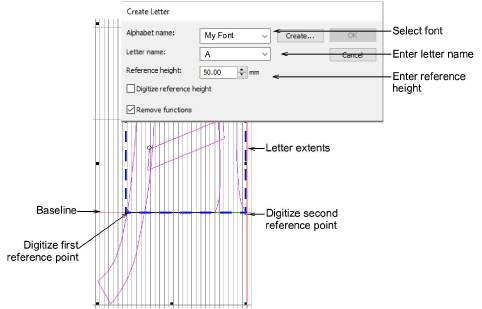 Create Letter
Alphabet name:
My Font
Create...
OK
Select font
Letter name:
A
Cancel
Enter letter name
Reference height:
50.00
mm
Enter reference
height
Digitize reference height
Remove functions
Letter extents
Baseline
Digitize second
reference point
Digitize first
reference point